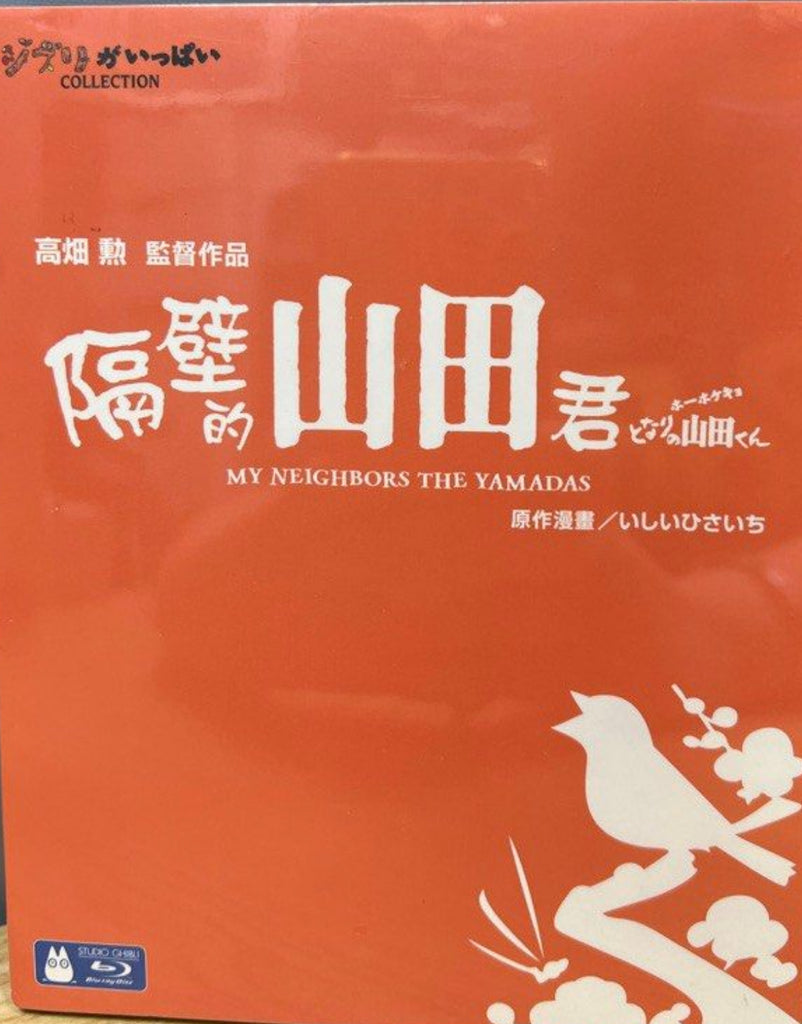 ジブリがいっぱい
COLLECTION
高畑 勲 監督作品
隔壁的山田君
ホーホケキョ
となりの山田くん
MY NEIGHBORS THE YAMADAS
原作漫畫／いしいひさいち
STUDIO GHIBLI
Blu-ray Disc